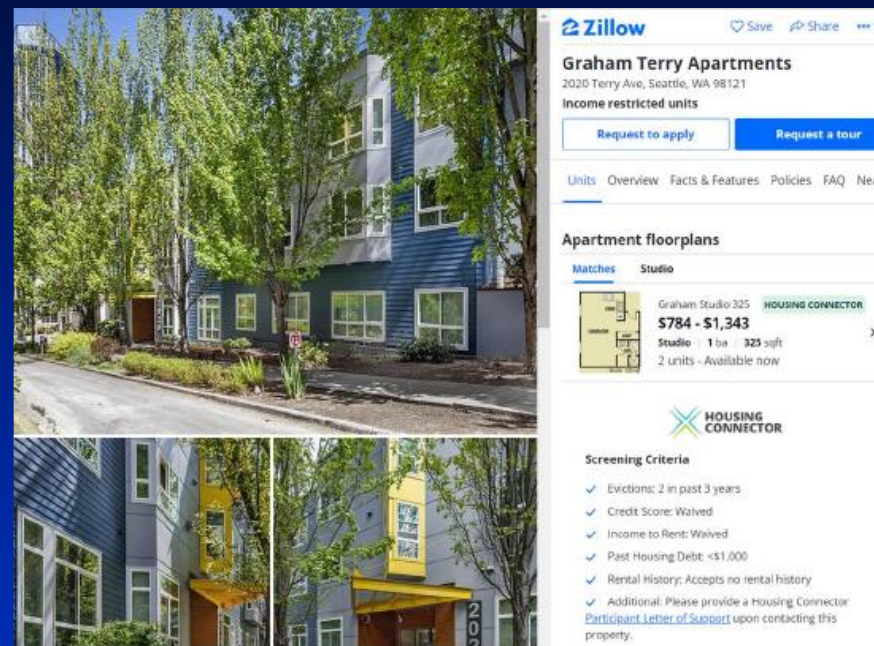 Zillow
Save
Share
Graham Terry Apartments
2020 Terry Ave, Seattle, WA 98121
Income restricted units
Request to apply
Request a tour
Units Overview Facts & Features Policies FAQ
Apartment floorplans
Matches Studio
Graham Studio 325 HOUSING CONNECTOR
$784 - $1,343
Studio 1 ba 325 sqft
2 units - Available now
HOUSING
CONNECTOR
Screening Criteria
Evictions: 2 in past 3 years
Credit Score: Waived
Income to Rent: Waived
Past Housing Debt: <$1,000
Rental History: Accepts no rental history
Additional: Please provide a Housing Connector
Participant Letter of Support upon contacting this
property.
202